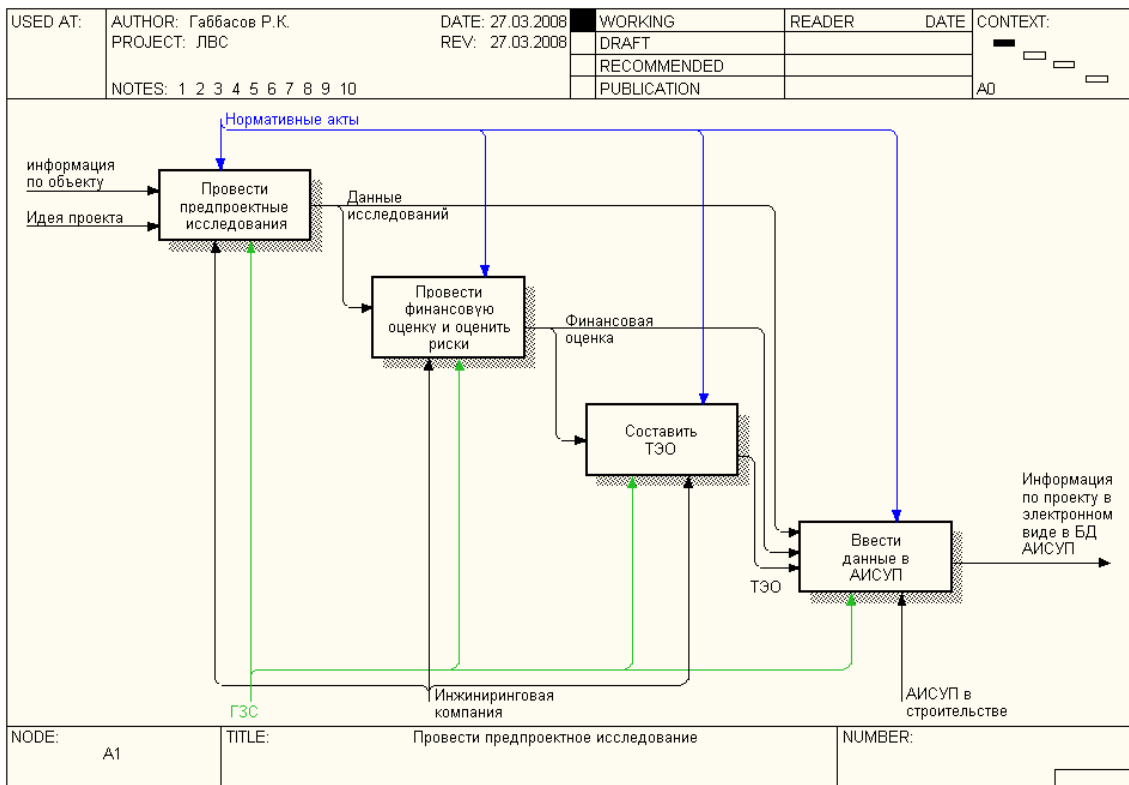 USED AT:
AUTHOR: Габбасов Р.К.
DATE: 27.03.2008
PROJECT: ЛВС
REV: 27.03.2008
NOTES: 1 2 3 4 5 6 7 8 9 10
WORKING
DRAFT
RECOMMENDED
PUBLICATION
READER DATE
CONTEXT:
A0
Нормативные акты
информация
по объекту
Идея проекта
Провести
предпроектные
исследования
Данные
исследований
Провести
финансовую
оценку и оценить
риски
Финансовая
оценка
Составить
ТЭО
Информация
по проекту в
электронном
виде в БД
АИСУП
Ввести
данные в
АИСУП
ТЭО
ГЗС
Инжиниринговая
компания
АИСУП в
строительстве
NODE:
A1
TITLE:
Провести предпроектное исследование
NUMBER: